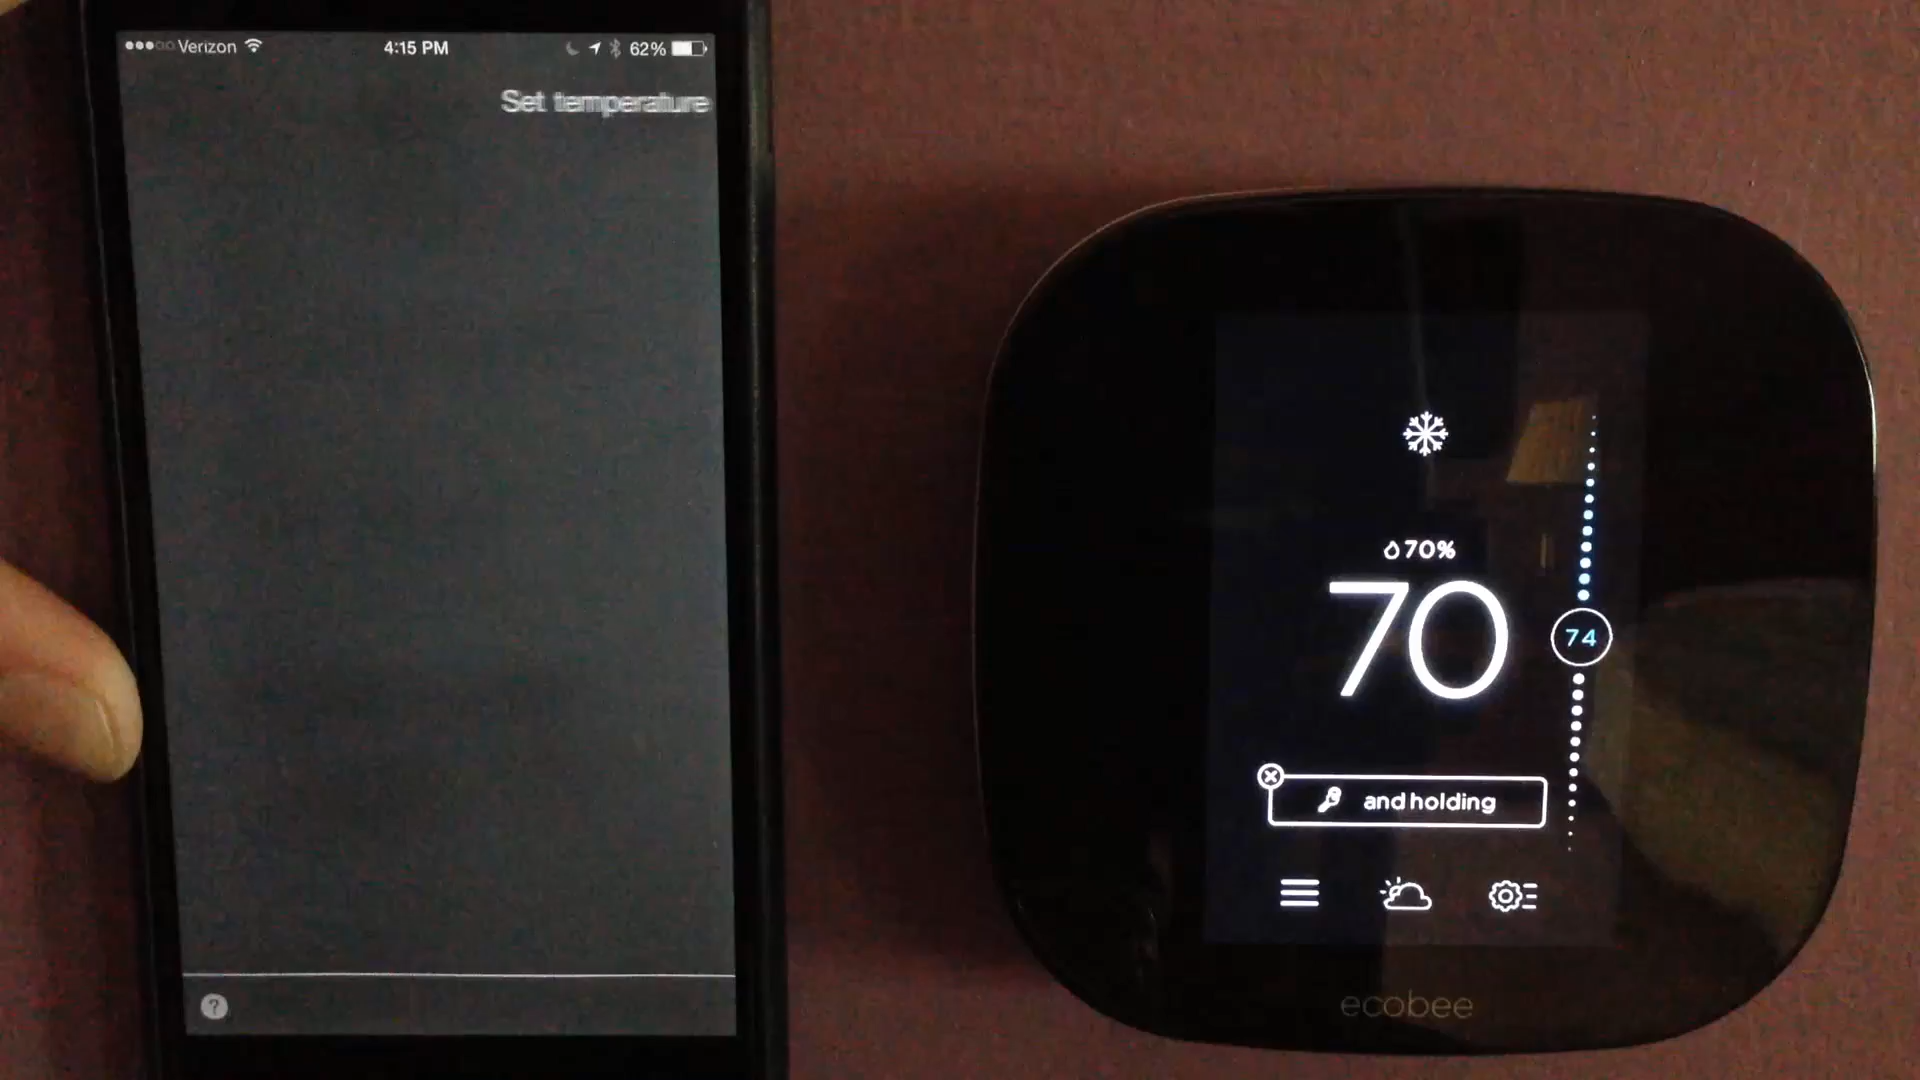 Verizon 4:15 PM 62%
Set temperature
?
70%
70
74
and holding
ecobee